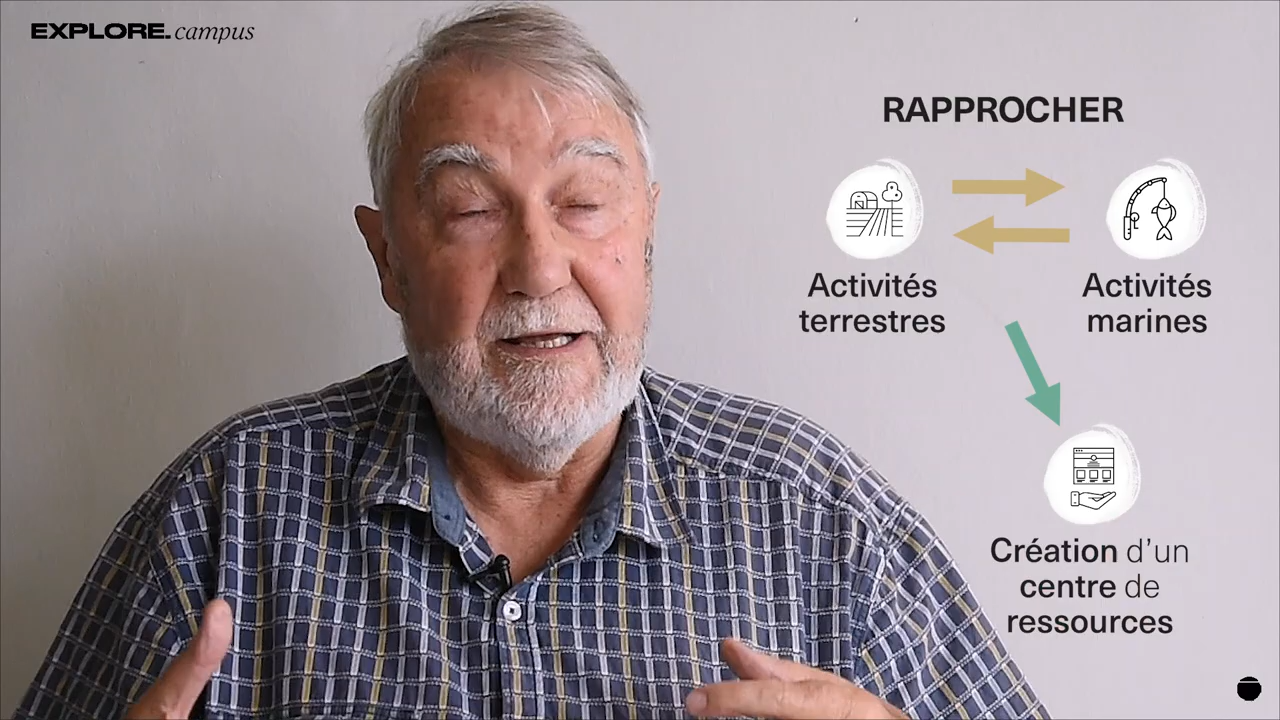 EXPLORE.campus
RAPPROCHER
Activités
terrestres
Activités
marines
Création d'un
centre de
ressources